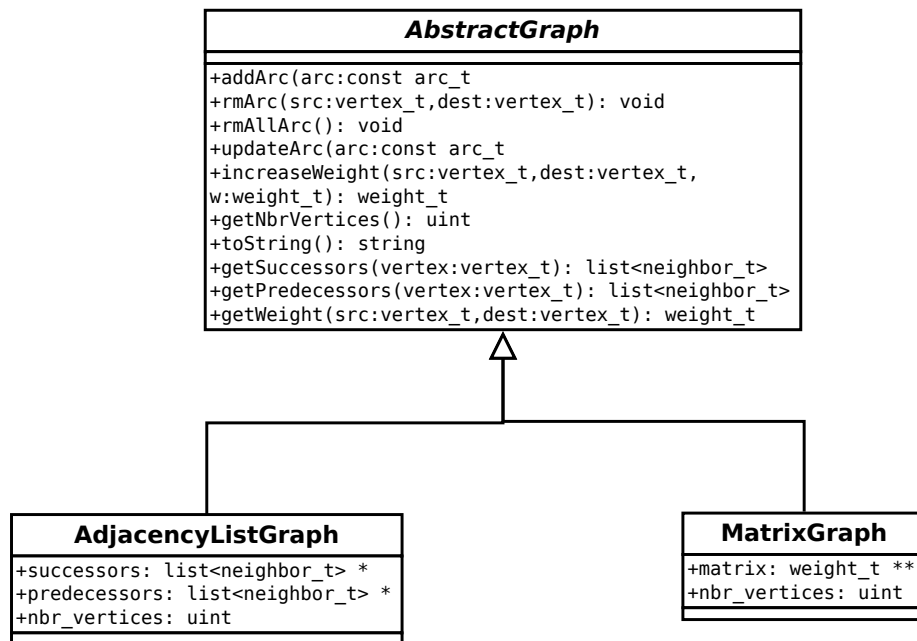 AbstractGraph
+addArc(arc:const arc_t
+rmArc(src:vertex_t,dest:vertex_t): void
+rmAllArc(): void
+updateArc(arc:const arc_t
+increaseWeight(src:vertex_t,dest:vertex_t,
w:weight_t): weight_t
+getNbrVertices(): uint
+toString(): string
+getSuccessors(vertex:vertex_t): list<neighbor_t>
+getPredecessors(vertex:vertex_t): list<neighbor_t>
+getWeight(src:vertex_t,dest:vertex_t): weight_t
AdjacencyListGraph
+successors: list<neighbor_t> *
+predecessors: list<neighbor_t> *
+nbr_vertices: uint
MatrixGraph
+matrix: weight_t **
+nbr_vertices: uint